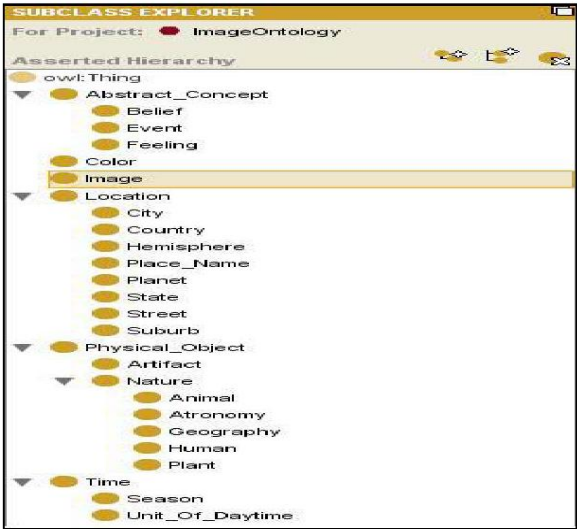 SUBCLASS EXPLORER
For Project: ImageOntology
Asserted Hierarchy
owl:Thing
Abstract_Concept
Belief
Event
Feeling
Color
Image
Location
City
Country
Hemisphere
Place_Name
Planet
State
Street
Suburb
Physical_Object
Artifact
Nature
Animal
Atronomy
Geography
Human
Plant
Time
Season
Unit_Of_Daytime